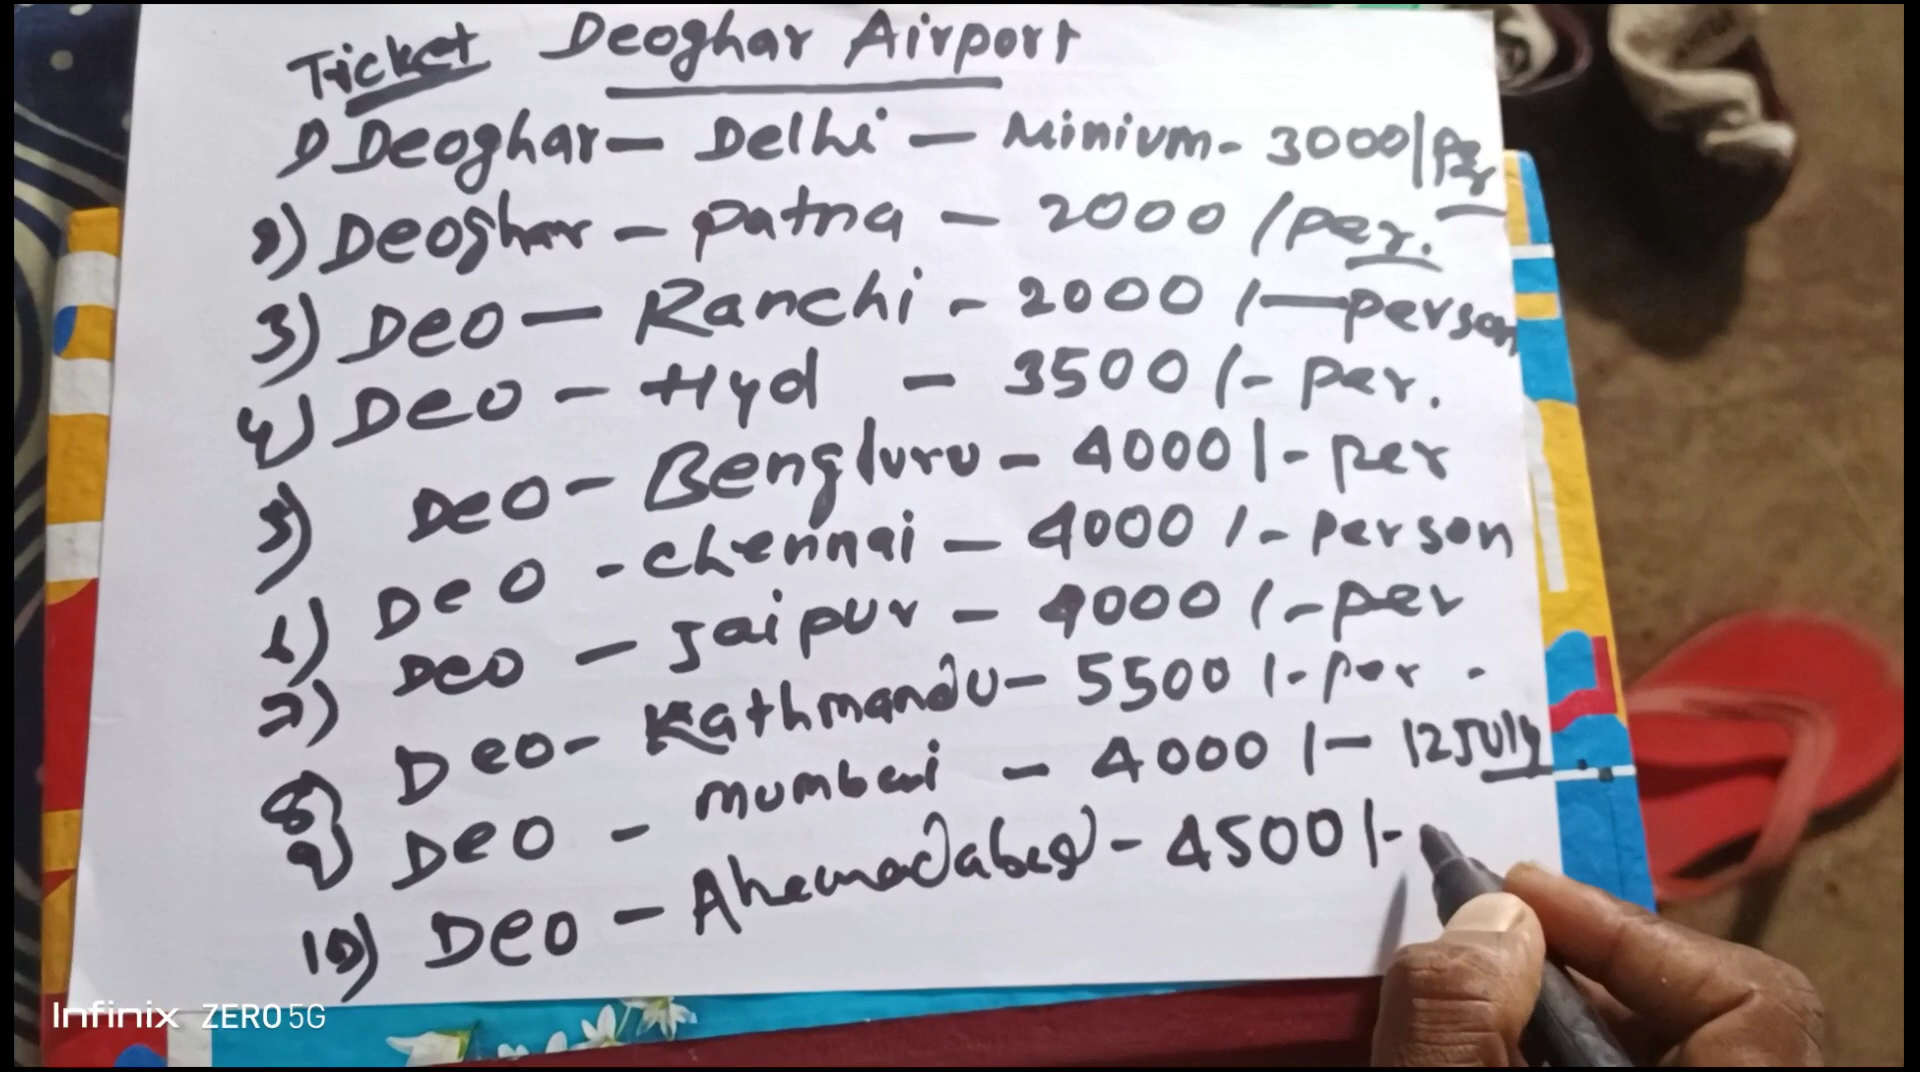 Ticket Deoghar Airport
1) Deoghar - Delhi - Minium - 3000/per
2) Deoghar - patna - 2000 /per.
3) Deo - Ranchi - 2000 /- person
4) Deo - Hyd - 3500 /- per.
5) Deo - Bengluru - 4000 /- per
6) Deo - chennai - 4000 /- person
7) Deo - Jaipur - 4000 /- per
8) Deo - Kathmandu - 5500 /- per.
9) Deo - mumbai - 4000 /- 12 July.
10) Deo - Ahemadabad - 4500 /-
Infinix ZERO 5G